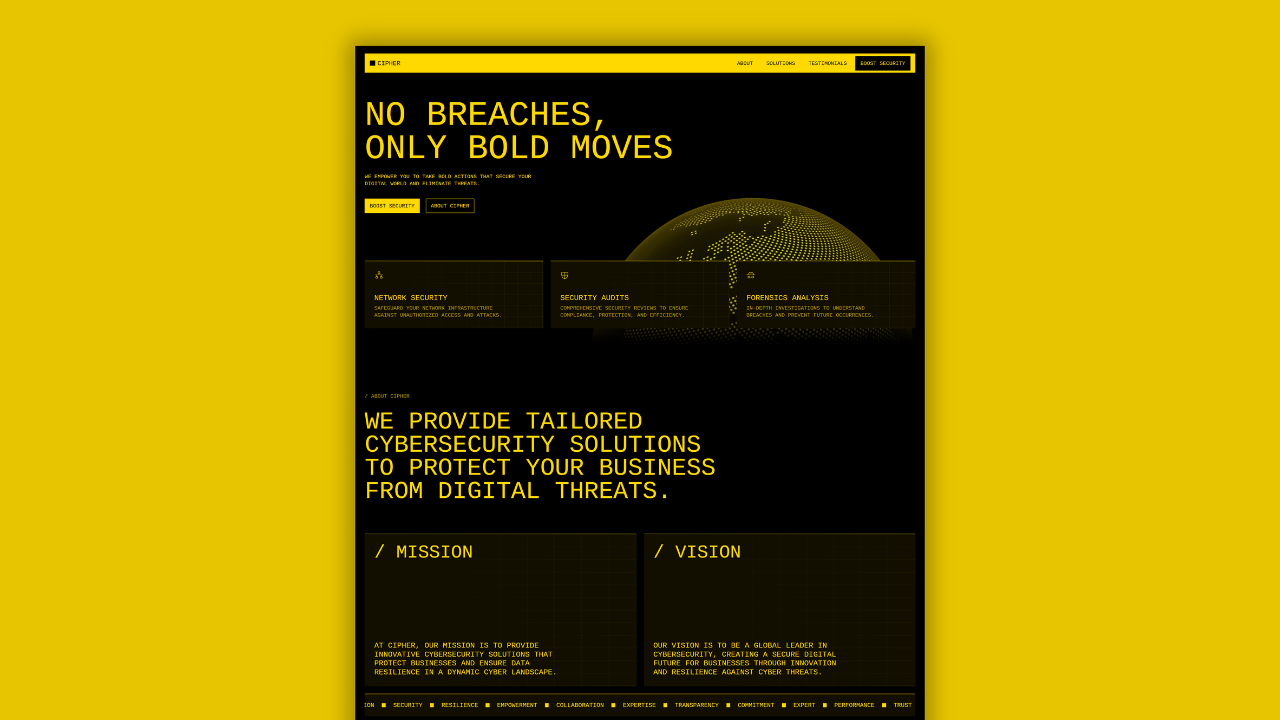 CIPHER
ABOUT SOLUTIONS TESTIMONIALS BOOST SECURITY
NO BREACHES,
ONLY BOLD MOVES
WE EMPOWER YOU TO TAKE BOLD ACTIONS THAT SECURE YOUR
DIGITAL WORLD AND ELIMINATE THREATS.
BOOST SECURITY ABOUT CIPHER
NETWORK SECURITY
SAFEGUARD YOUR NETWORK INFRASTRUCTURE
AGAINST UNAUTHORIZED ACCESS AND ATTACKS.
SECURITY AUDITS
COMPREHENSIVE SECURITY REVIEWS TO ENSURE
COMPLIANCE, PROTECTION, AND EFFICIENCY.
FORENSICS ANALYSIS
IN-DEPTH INVESTIGATIONS TO UNDERSTAND
BREACHES AND PREVENT FUTURE OCCURRENCES.
/ ABOUT CIPHER
WE PROVIDE TAILORED
CYBERSECURITY SOLUTIONS
TO PROTECT YOUR BUSINESS
FROM DIGITAL THREATS.
/ MISSION
AT CIPHER, OUR MISSION IS TO PROVIDE
INNOVATIVE CYBERSECURITY SOLUTIONS THAT
PROTECT BUSINESSES AND ENSURE DATA
RESILIENCE IN A DYNAMIC CYBER LANDSCAPE.
/ VISION
OUR VISION IS TO BE A GLOBAL LEADER IN
CYBERSECURITY, CREATING A SECURE DIGITAL
FUTURE FOR BUSINESSES THROUGH INNOVATION
AND RESILIENCE AGAINST CYBER THREATS.
ION ■ SECURITY ■ RESILIENCE ■ EMPOWERMENT ■ COLLABORATION ■ EXPERTISE ■ TRANSPARENCY ■ COMMITMENT ■ EXPERT ■ PERFORMANCE ■ TRUST